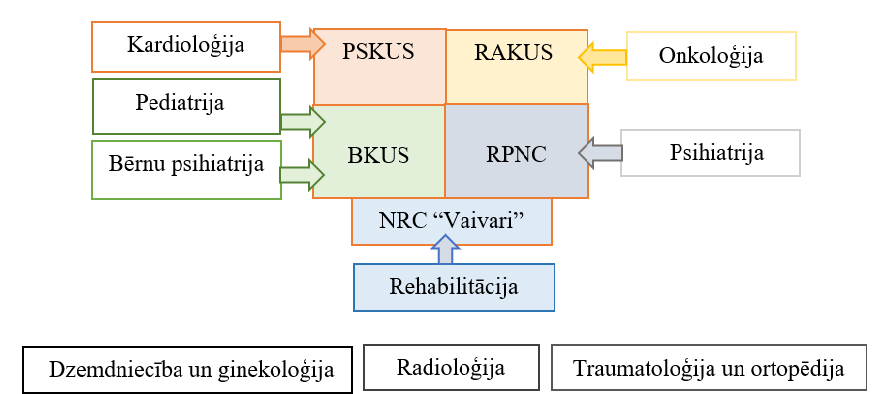 Kardioloģija
PSKUS
RAKUS
Onkoloģija
Pediatrija
Bērnu psihiatrija
BKUS
RPNC
Psihiatrija
NRC “Vaivari”
Rehabilitācija
Dzemdniecība un ginekoloģija
Radioloģija
Traumatoloģija un ortopēdija